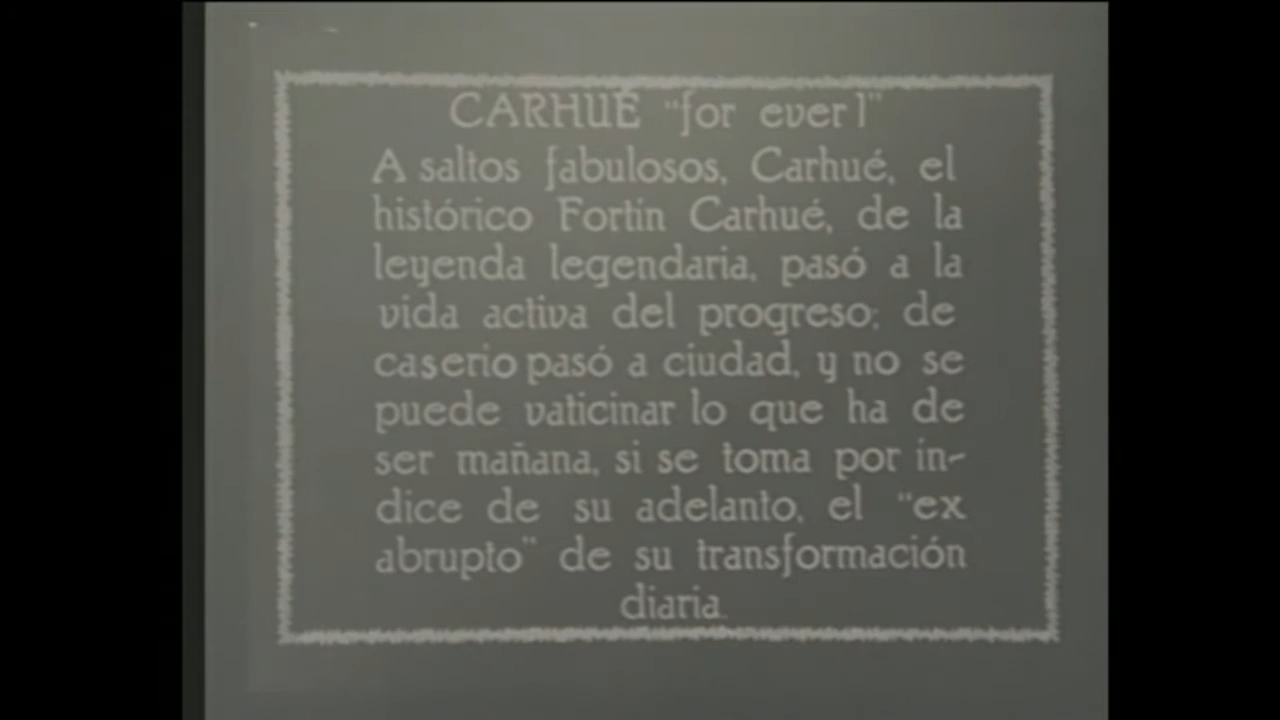 CARHUÉ "for ever!"
A saltos fabulosos, Carhué, el
histórico Fortín Carhué, de la
leyenda legendaria, pasó a la
vida activa del progreso; de
caserio pasó a ciudad, y no se
puede vaticinar lo que ha de
ser mañana, si se toma por in-
dice de su adelanto, el "ex
abrupto" de su transformación
diaria.